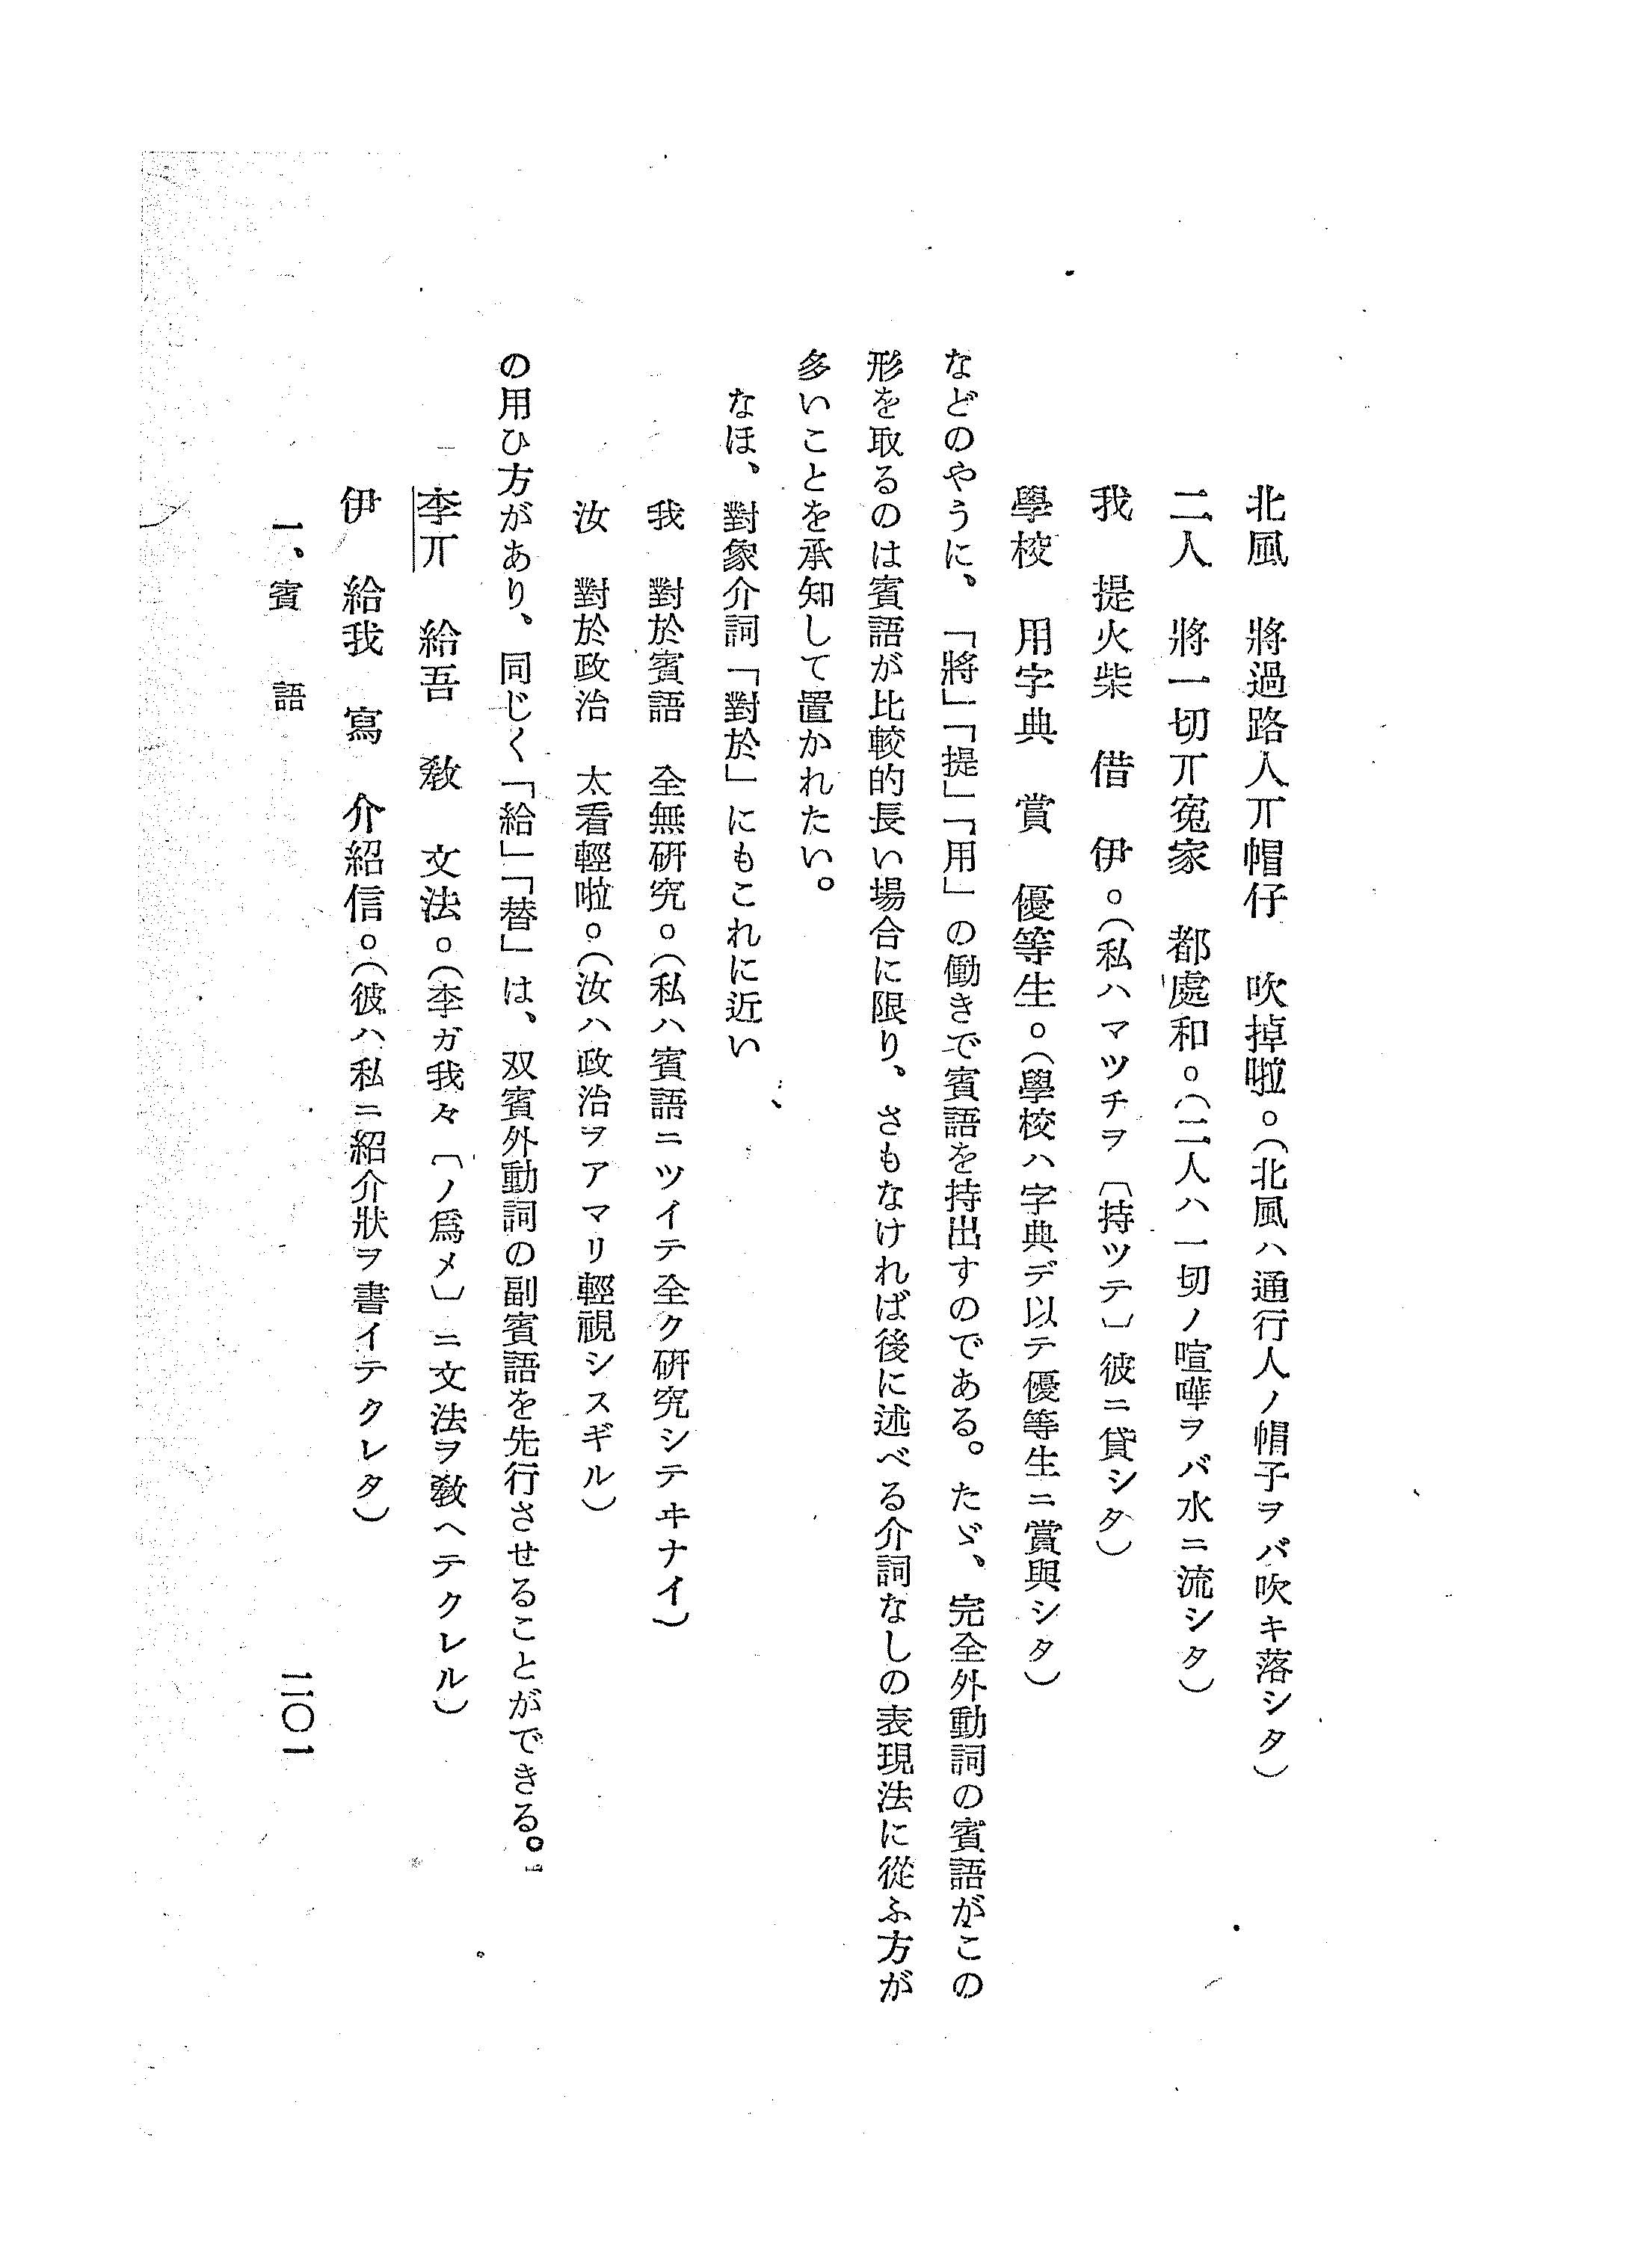 北風　將過路人丌帽仔　吹掉啦。（北風ハ通行人ノ帽子ヲバ吹キ落シタ）
二人　將一切丌寃家　都處和。（二人ハ一切ノ喧嘩ヲバ水ニ流シタ）
我　提火柴　借　伊。（私ハマツチヲ〔持ツテ〕彼ニ貸シタ）
學校　用字典　賞　優等生。（學校ハ字典デ以テ優等生ニ賞與シタ）
などのやうに、「將」「提」「用」の働きで賓語を持出すのである。たゞ、完全外動詞の賓語がこの
形を取るのは賓語が比較的長い場合に限り、さもなければ後に述べる介詞なしの表現法に從ふ方が
多いことを承知して置かれたい。
なほ、對象介詞「對於」にもこれに近い
我　對於賓語　全無硏究。（私ハ賓語ニツイテ全ク硏究シテヰナイ）
汝　對於政治　太看輕啦。（汝ハ政治ヲアマリ輕視シスギル）
の用ひ方があり、同じく「給」「替」は、双賓外動詞の副賓語を先行させることができる。
李丌　給吾　敎　文法。（李ガ我々〔ノ爲メ〕ニ文法ヲ敎ヘテクレル）
伊　給我　寫　介紹信。（彼ハ私ニ紹介狀ヲ書イテクレタ）
一、賓　語
二〇一